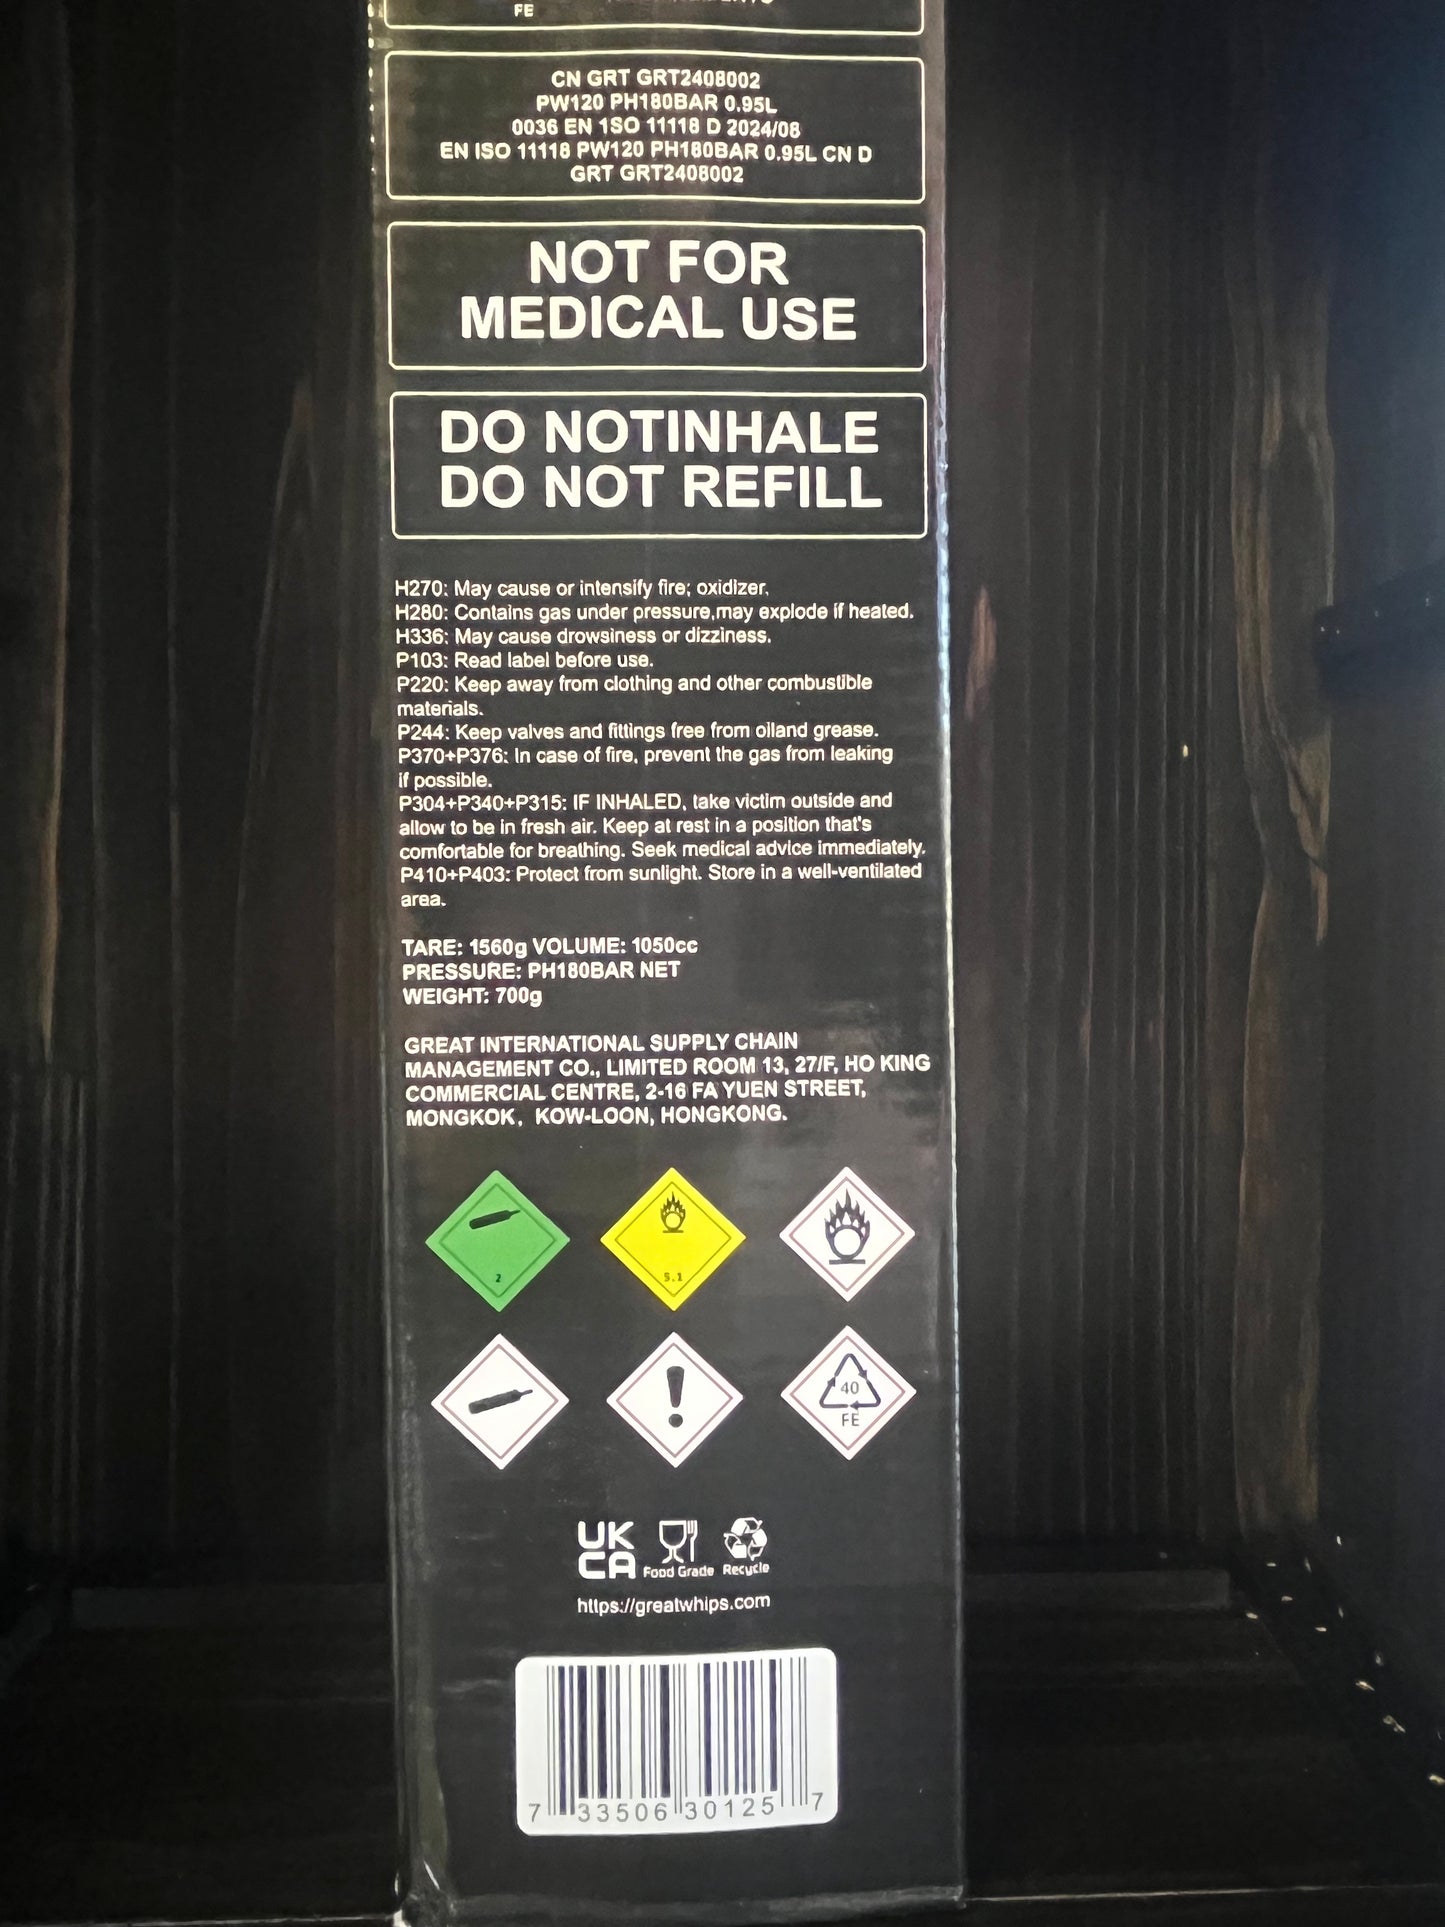 FE
CN GRT GRT2408002
PW120 PH180BAR 0.95L
0036 EN 1SO 11118 D 2024/08
EN ISO 11118 PW120 PH180BAR 0.95L CN D
GRT GRT2408002
NOT FOR
MEDICAL USE
DO NOTINHALE
DO NOT REFILL
H270: May cause or intensify fire; oxidizer.
H280: Contains gas under pressure,may explode if heated.
H336: May cause drowsiness or dizziness.
P103: Read label before use.
P220: Keep away from clothing and other combustible
materials.
P244: Keep valves and fittings free from oiland grease.
P370+P376: In case of fire, prevent the gas from leaking
if possible.
P304+P340+P315: IF INHALED, take victim outside and
allow to be in fresh air. Keep at rest in a position that's
comfortable for breathing. Seek medical advice immediately.
P410+P403: Protect from sunlight. Store in a well-ventilated
area.
TARE: 1560g VOLUME: 1050cc
PRESSURE: PH180BAR NET
WEIGHT: 700g
GREAT INTERNATIONAL SUPPLY CHAIN
MANAGEMENT CO., LIMITED ROOM 13, 27/F, HO KING
COMMERCIAL CENTRE, 2-16 FA YUEN STREET,
MONGKOK, KOW-LOON, HONGKONG.
2
5.1
40
FE
UK
CA
Food Grade
Recycle
https://greatwhips.com
7 33506 30125 7